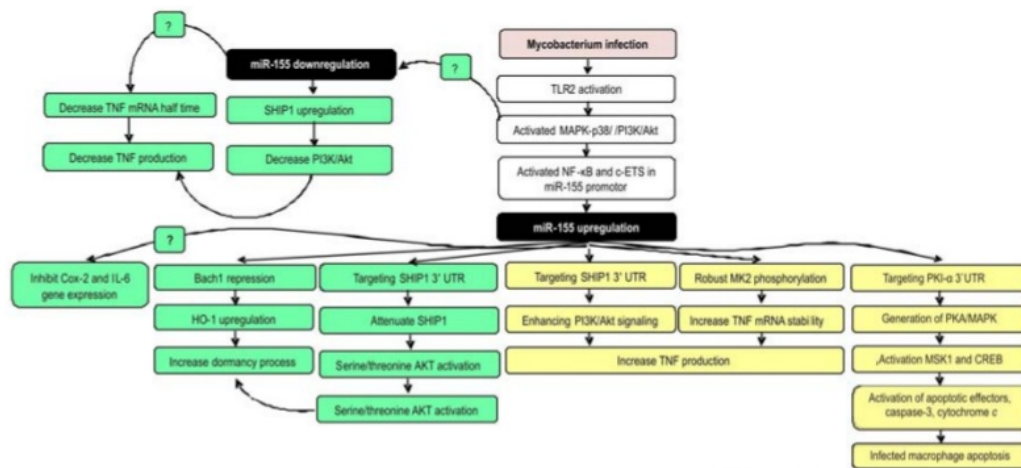 ?
miR-155 downregulation
?
Mycobacterium infection
TLR2 activation
Decrease TNF mRNA half time
SHIP1 upregulation
Activated MAPK-p38/ /PI3K/Akt
Decrease TNF production
Decrease PI3K/Akt
Activated NF-κB and c-ETS in
miR-155 promotor
miR-155 upregulation
?
Inhibit Cox-2 and IL-6
gene expression
Bach1 repression
HO-1 upregulation
Increase dormancy process
Targeting SHIP1 3' UTR
Attenuate SHIP1
Serine/threonine AKT activation
Serine/threonine AKT activation
Targeting SHIP1 3' UTR
Enhancing PI3K/Akt signaling
Robust MK2 phosphorylation
Increase TNF mRNA stability
Increase TNF production
Targeting PKI-α 3'UTR
Generation of PKA/MAPK
,Activation MSK1 and CREB
Activation of apoptotic effectors,
caspase-3, cytochrome c
Infected macrophage apoptosis